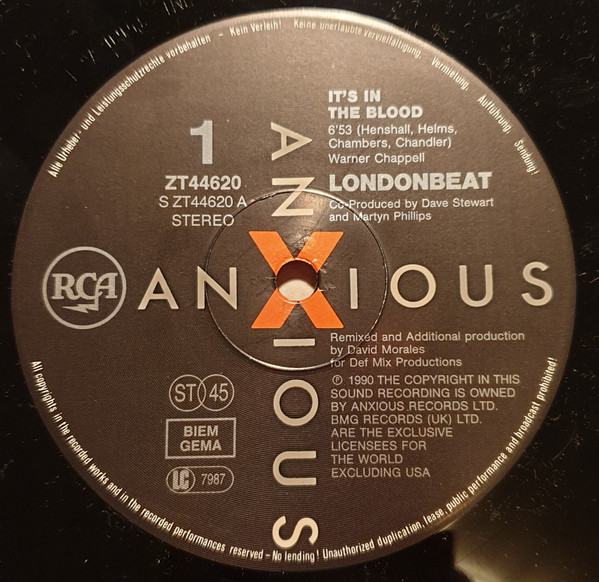 Alle Urheber- und Leistungsschutzrechte vorbehalten – Kein Verleih! Keine unerlaubte Vervielfältigung, Vermietung, Aufführung, Sendung!
1
ZT44620
S ZT44620 A
STEREO
IT'S IN
THE BLOOD
6'53 (Henshall, Helms,
Chambers, Chandler)
Warner Chappell
LONDONBEAT
Co-Produced by Dave Stewart
and Martyn Phillips
RCA
ANXIOUS
ANXIOUS
Remixed and Additional production
by David Morales
for Def Mix Productions
℗ 1990 THE COPYRIGHT IN THIS
SOUND RECORDING IS OWNED
BY ANXIOUS RECORDS LTD.
BMG RECORDS (UK) LTD.
ARE THE EXCLUSIVE
LICENSEES FOR
THE WORLD
EXCLUDING USA
ST 45
BIEM
GEMA
LC 7987
All copyrights in the recorded works and in the recorded performances reserved – No lending! Unauthorized duplication, lease, public performance and broadcast prohibited!